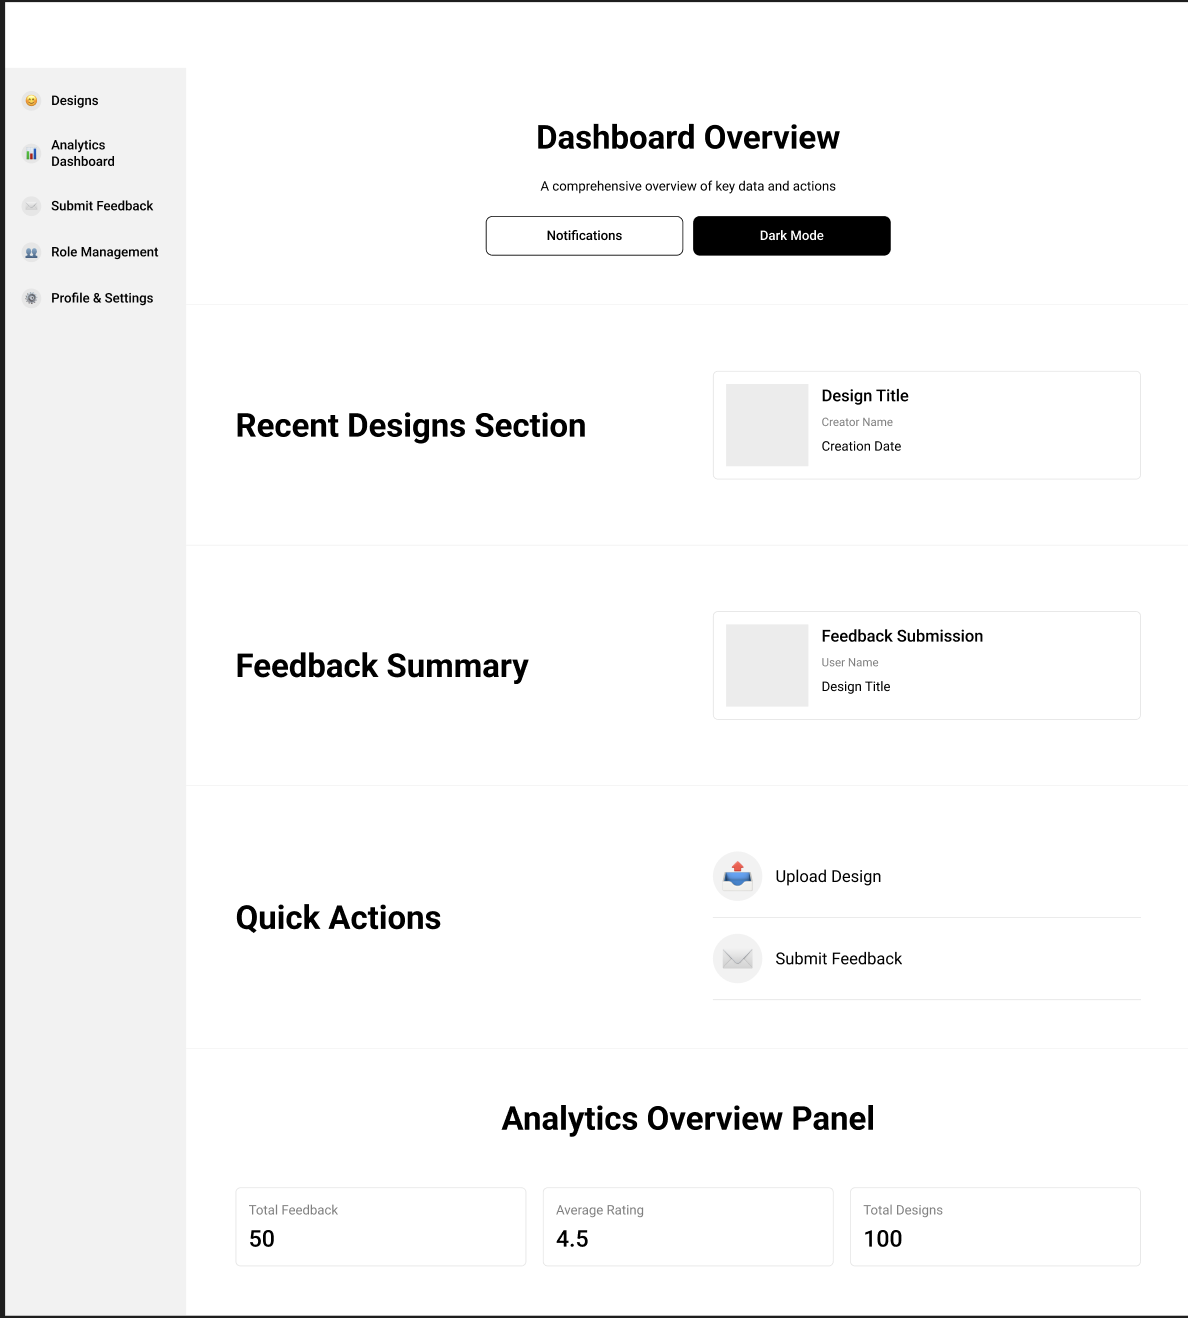 Designs
Analytics
Dashboard
Submit Feedback
Role Management
Profile & Settings
Dashboard Overview
A comprehensive overview of key data and actions
Notifications
Dark Mode
Recent Designs Section
Design Title
Creator Name
Creation Date
Feedback Summary
Feedback Submission
User Name
Design Title
Quick Actions
Upload Design
Submit Feedback
Analytics Overview Panel
Total Feedback
50
Average Rating
4.5
Total Designs
100